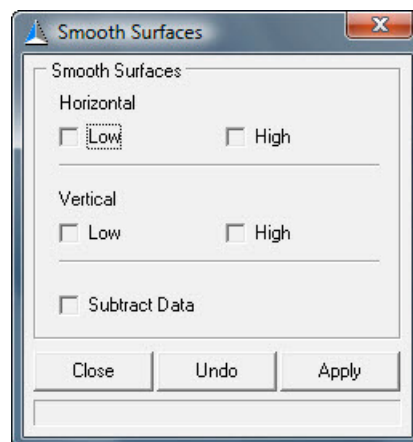 Smooth Surfaces
Smooth Surfaces
Horizontal
Low High
Vertical
Low High
Subtract Data
Close Undo Apply